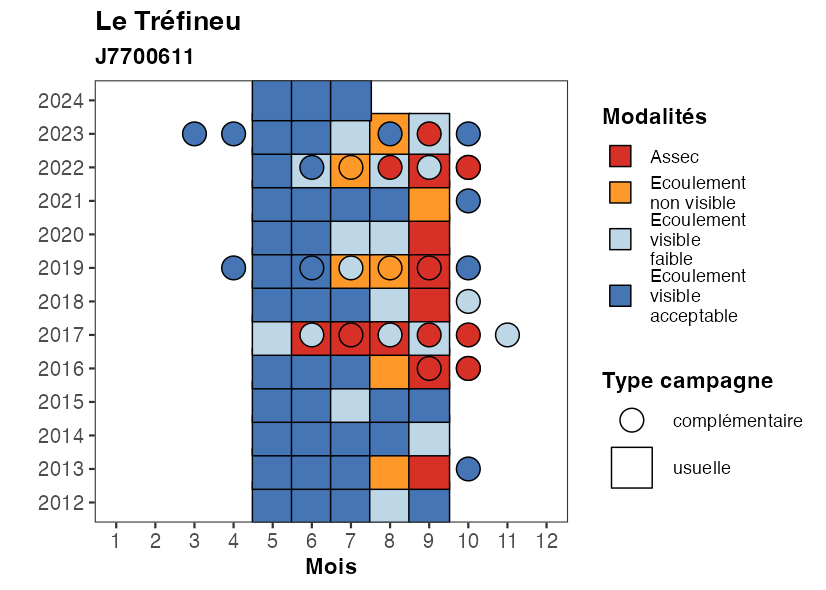 Le Tréfineu
J7700611
2024
2023
2022
2021
2020
2019
2018
2017
2016
2015
2014
2013
2012
1 2 3 4 5 6 7 8 9 10 11 12
Mois
Modalités
Assec
Ecoulement
non visible
Ecoulement
visible
faible
Ecoulement
visible
acceptable
Type campagne
complémentaire
usuelle